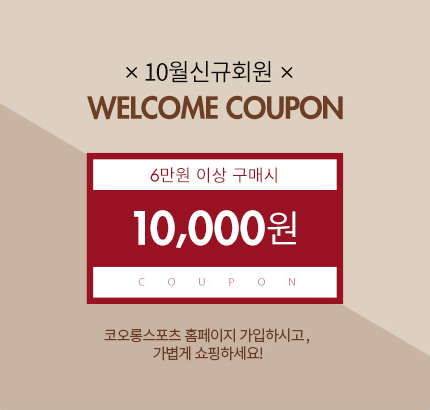 × 10월신규회원 ×
WELCOME COUPON
6만원 이상 구매시
10,000원
COUPON
코오롱스포츠 홈페이지 가입하시고,
가볍게 쇼핑하세요!